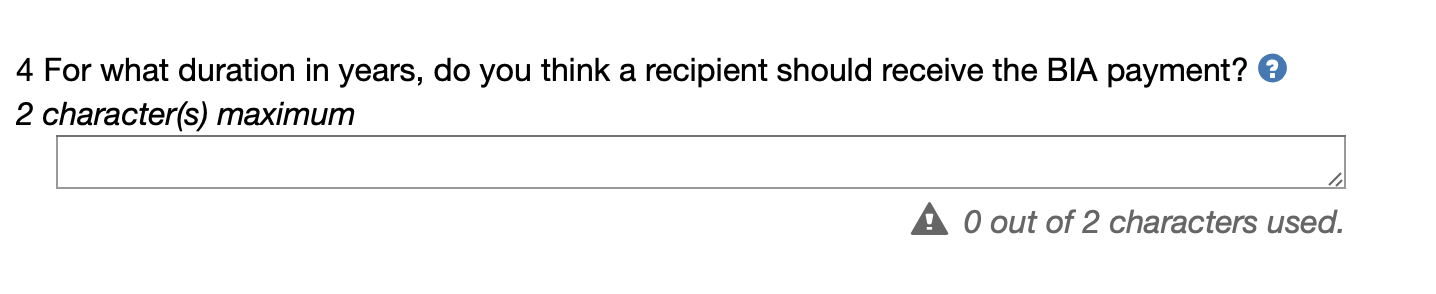 4 For what duration in years, do you think a recipient should receive the BIA payment? ?
2 character(s) maximum
0 out of 2 characters used.